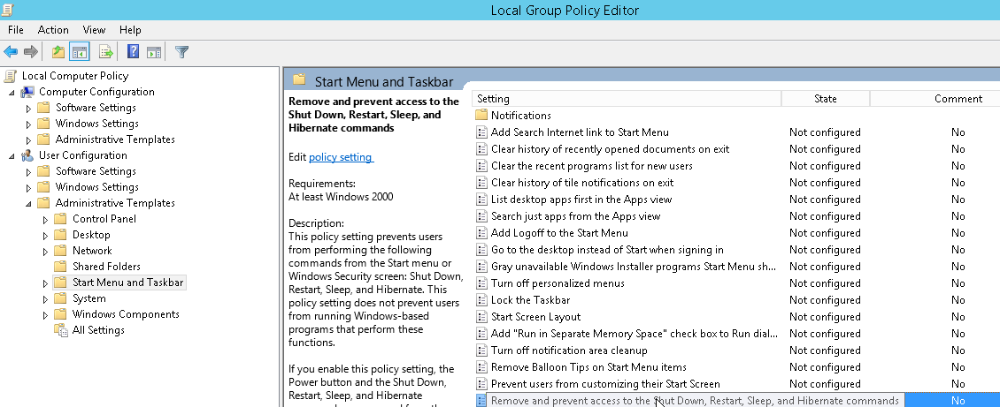 Local Group Policy Editor
File Action View Help
Local Computer Policy
Computer Configuration
Software Settings
Windows Settings
Administrative Templates
User Configuration
Software Settings
Windows Settings
Administrative Templates
Control Panel
Desktop
Network
Shared Folders
Start Menu and Taskbar
System
Windows Components
All Settings
Start Menu and Taskbar
Remove and prevent access to the
Shut Down, Restart, Sleep, and
Hibernate commands
Edit policy setting
Requirements:
At least Windows 2000
Description:
This policy setting prevents users
from performing the following
commands from the Start menu or
Windows Security screen: Shut Down,
Restart, Sleep, and Hibernate. This
policy setting does not prevent users
from running Windows-based
programs that perform these
functions.
If you enable this policy setting, the
Power button and the Shut Down,
Restart, Sleep, and Hibernate
Setting State Comment
Notifications
Add Search Internet link to Start Menu Not configured No
Clear history of recently opened documents on exit Not configured No
Clear the recent programs list for new users Not configured No
Clear history of tile notifications on exit Not configured No
List desktop apps first in the Apps view Not configured No
Search just apps from the Apps view Not configured No
Add Logoff to the Start Menu Not configured No
Go to the desktop instead of Start when signing in Not configured No
Gray unavailable Windows Installer programs Start Menu sh... Not configured No
Turn off personalized menus Not configured No
Lock the Taskbar Not configured No
Start Screen Layout Not configured No
Add "Run in Separate Memory Space" check box to Run dial... Not configured No
Turn off notification area cleanup Not configured No
Remove Balloon Tips on Start Menu items Not configured No
Prevent users from customizing their Start Screen Not configured No
Remove and prevent access to the Shut Down, Restart, Sleep, and Hibernate commands No